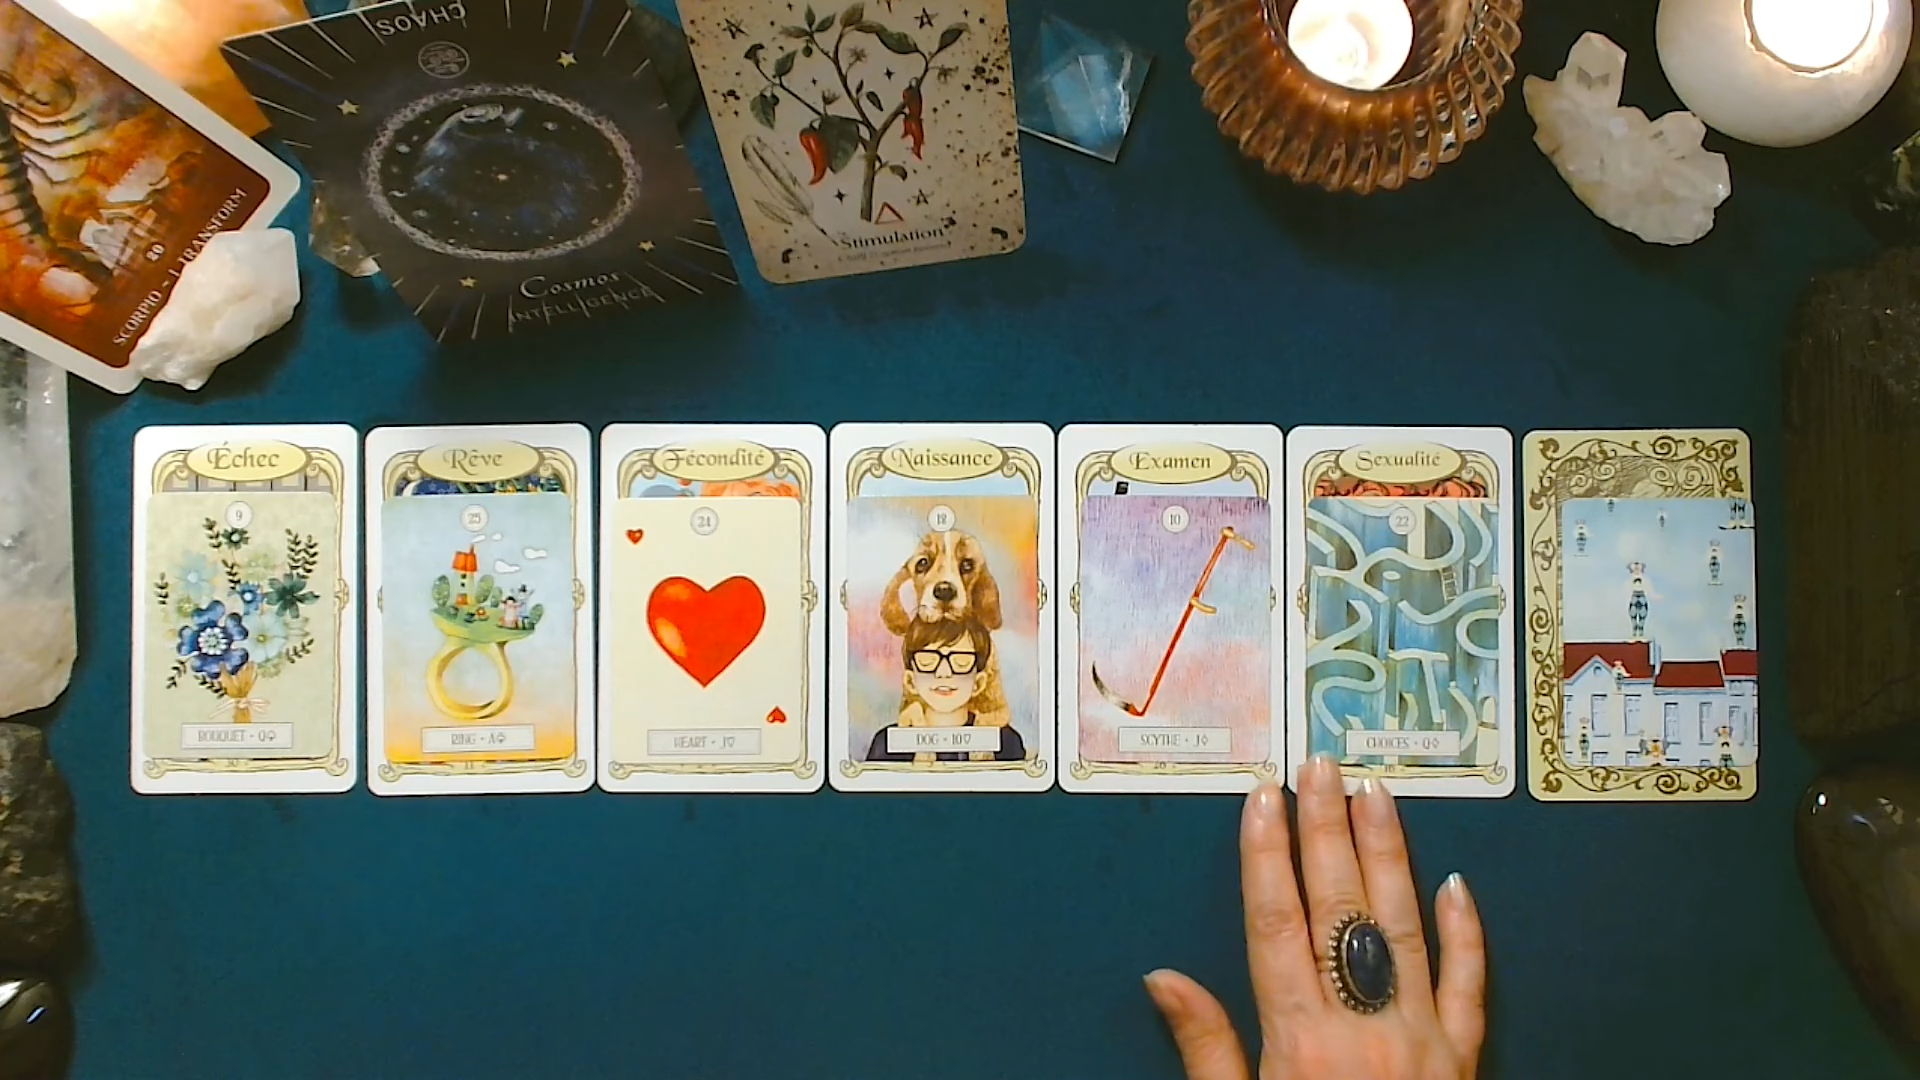 CHAOS
20
SCORPIO ~ I TRANSFORM
Cosmos
INTELLIGENCE
Stimulation
Échec
9
BOUQUET • Q♤
Rêve
25
RING • A♧
Fécondité
24
HEART • J♡
Naissance
18
DOG • 10♡
Examen
10
SCYTHE • J♢
Sexualité
22
CHOICES • Q♢